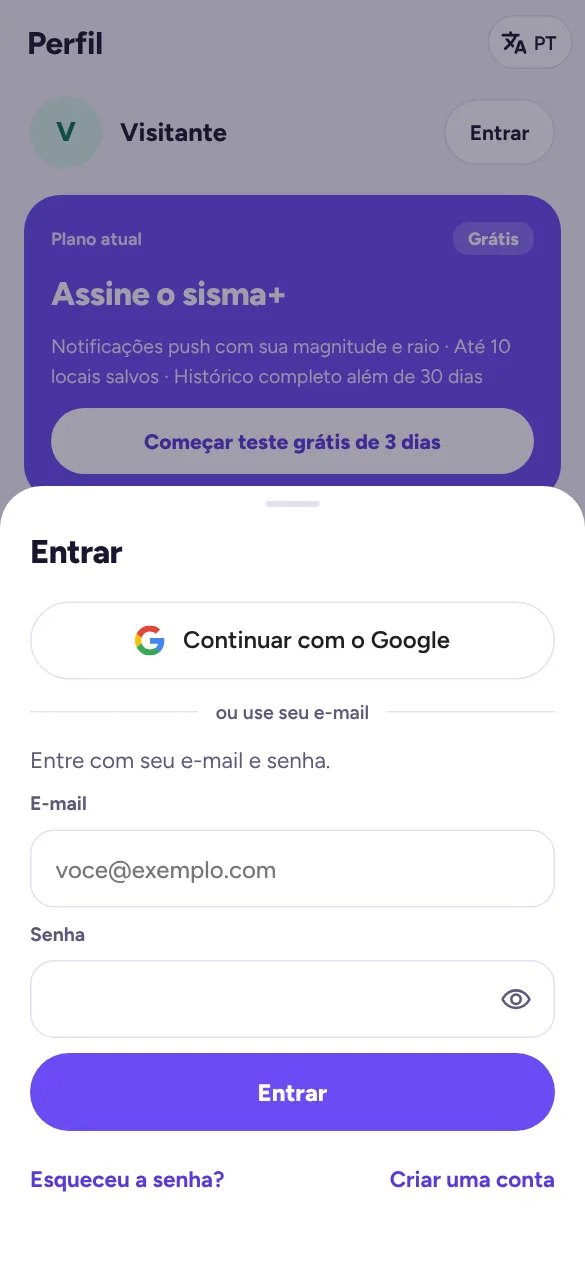 Perfil
PT
V
Visitante
Entrar
Plano atual
Grátis
Assine o sisma+
Notificações push com sua magnitude e raio · Até 10
locais salvos · Histórico completo além de 30 dias
Começar teste grátis de 3 dias
Entrar
Continuar com o Google
ou use seu e-mail
Entre com seu e-mail e senha.
E-mail
voce@exemplo.com
Senha
Entrar
Esqueceu a senha?
Criar uma conta